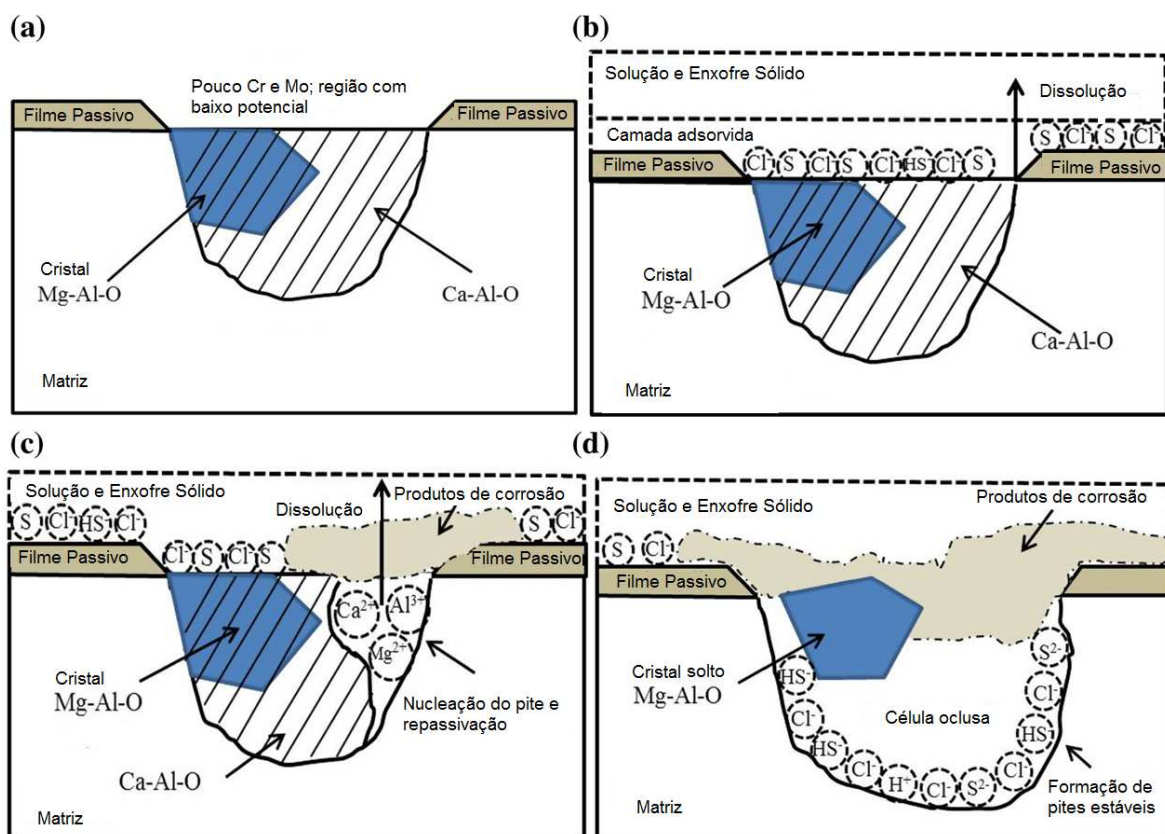 (a)
Pouco Cr e Mo; região com
baixo potencial
Filme Passivo
Filme Passivo
Cristal
Mg-Al-O
Ca-Al-O
Matriz
(b)
Solução e Enxofre Sólido
Dissolução
Camada adsorvida
S Cl⁻ S Cl⁻
Filme Passivo
Cl⁻ S Cl⁻ S Cl⁻ HS⁻ Cl⁻ S
Filme Passivo
Cristal
Mg-Al-O
Ca-Al-O
Matriz
(c)
Solução e Enxofre Sólido
Dissolução
Produtos de corrosão
S Cl⁻ HS⁻ Cl⁻
S Cl⁻
Filme Passivo
Cl⁻ S Cl⁻ S
Filme Passivo
Ca²⁺ Al³⁺
Mg²⁺
Cristal
Mg-Al-O
Nucleação do pite e
repassivação
Ca-Al-O
Matriz
(d)
Solução e Enxofre Sólido
Produtos de corrosão
S Cl⁻
Filme Passivo
Cristal solto
Mg-Al-O
Célula oclusa
HS⁻ Cl⁻ HS⁻ Cl⁻ H⁺ Cl⁻ S²⁻ Cl⁻ HS⁻ Cl⁻ S²⁻
Formação de
pites estáveis
Matriz